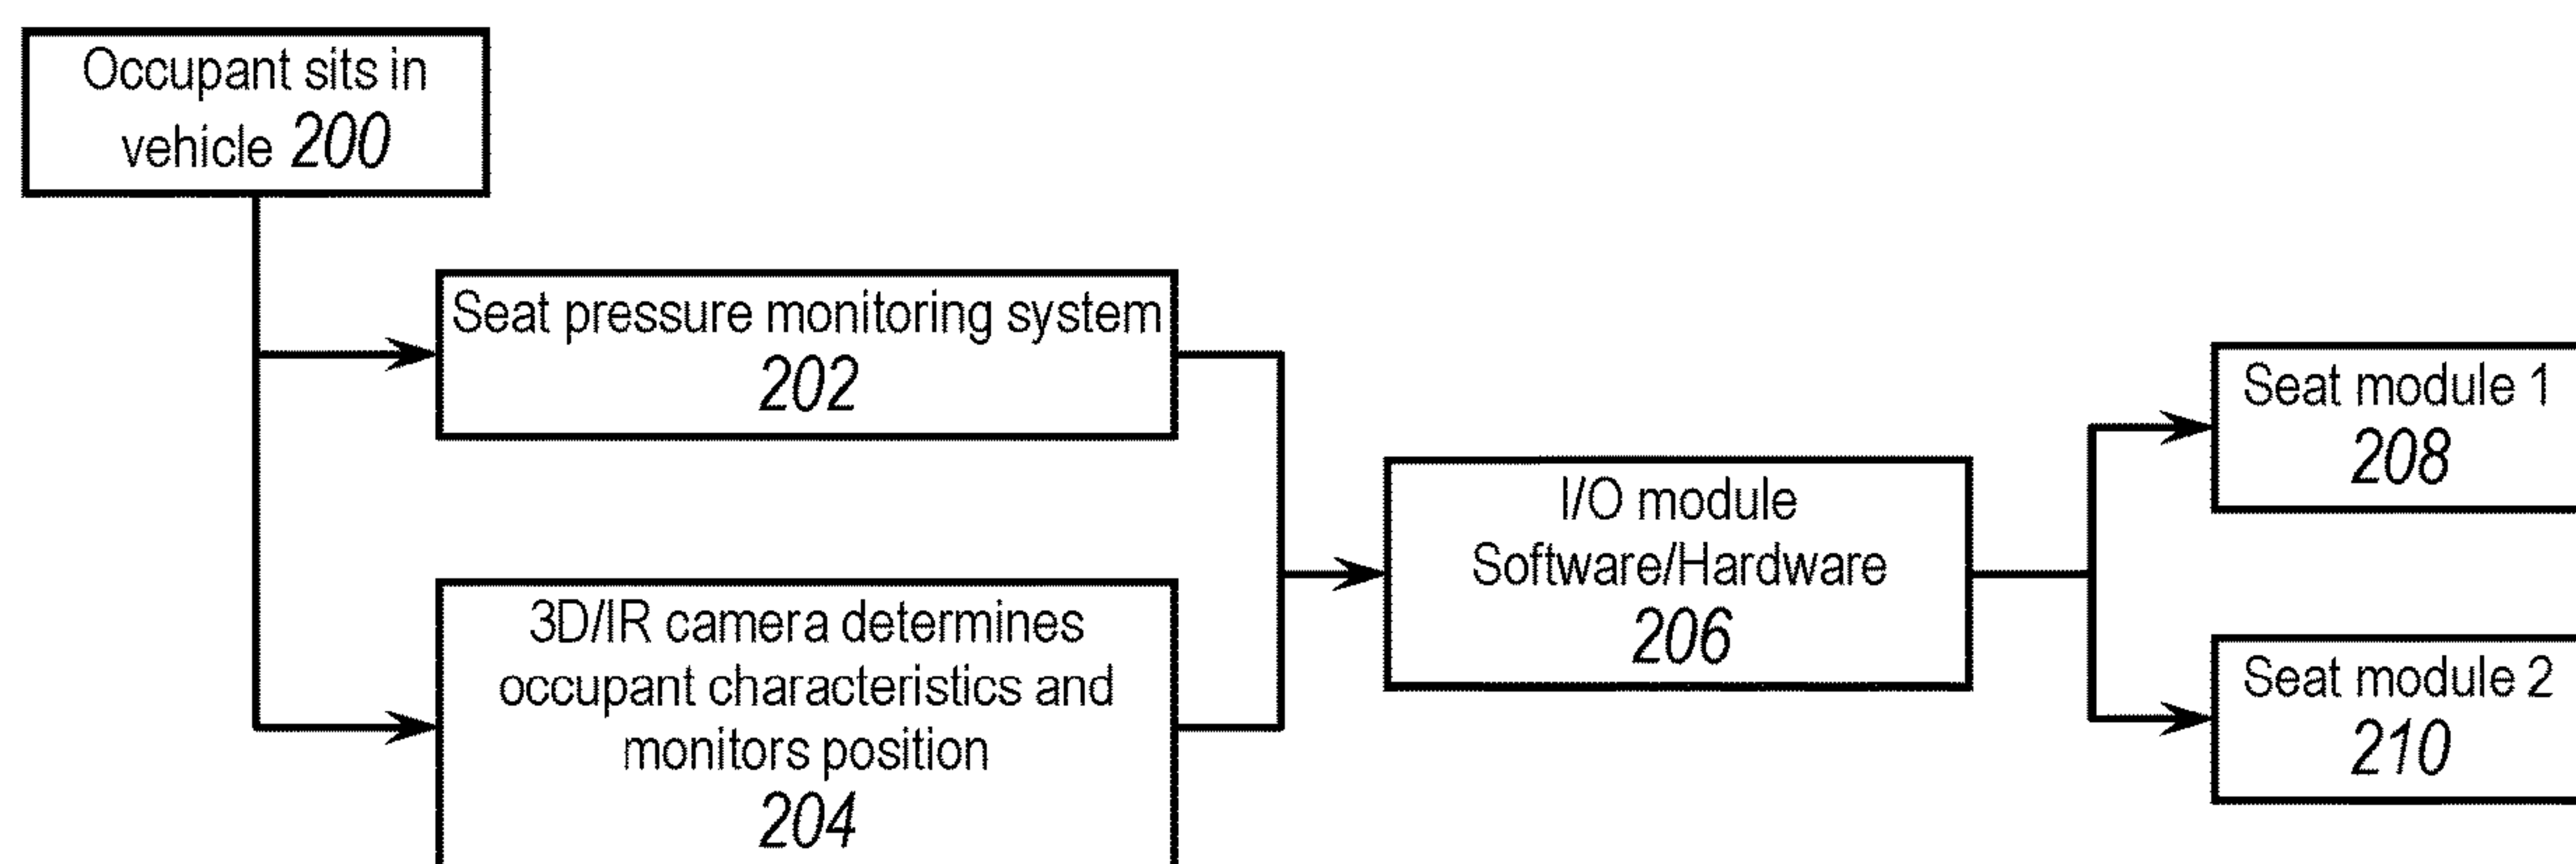 Occupant sits in
vehicle 200
Seat pressure monitoring system
202
3D/IR camera determines
occupant characteristics and
monitors position
204
I/O module
Software/Hardware
206
Seat module 1
208
Seat module 2
210